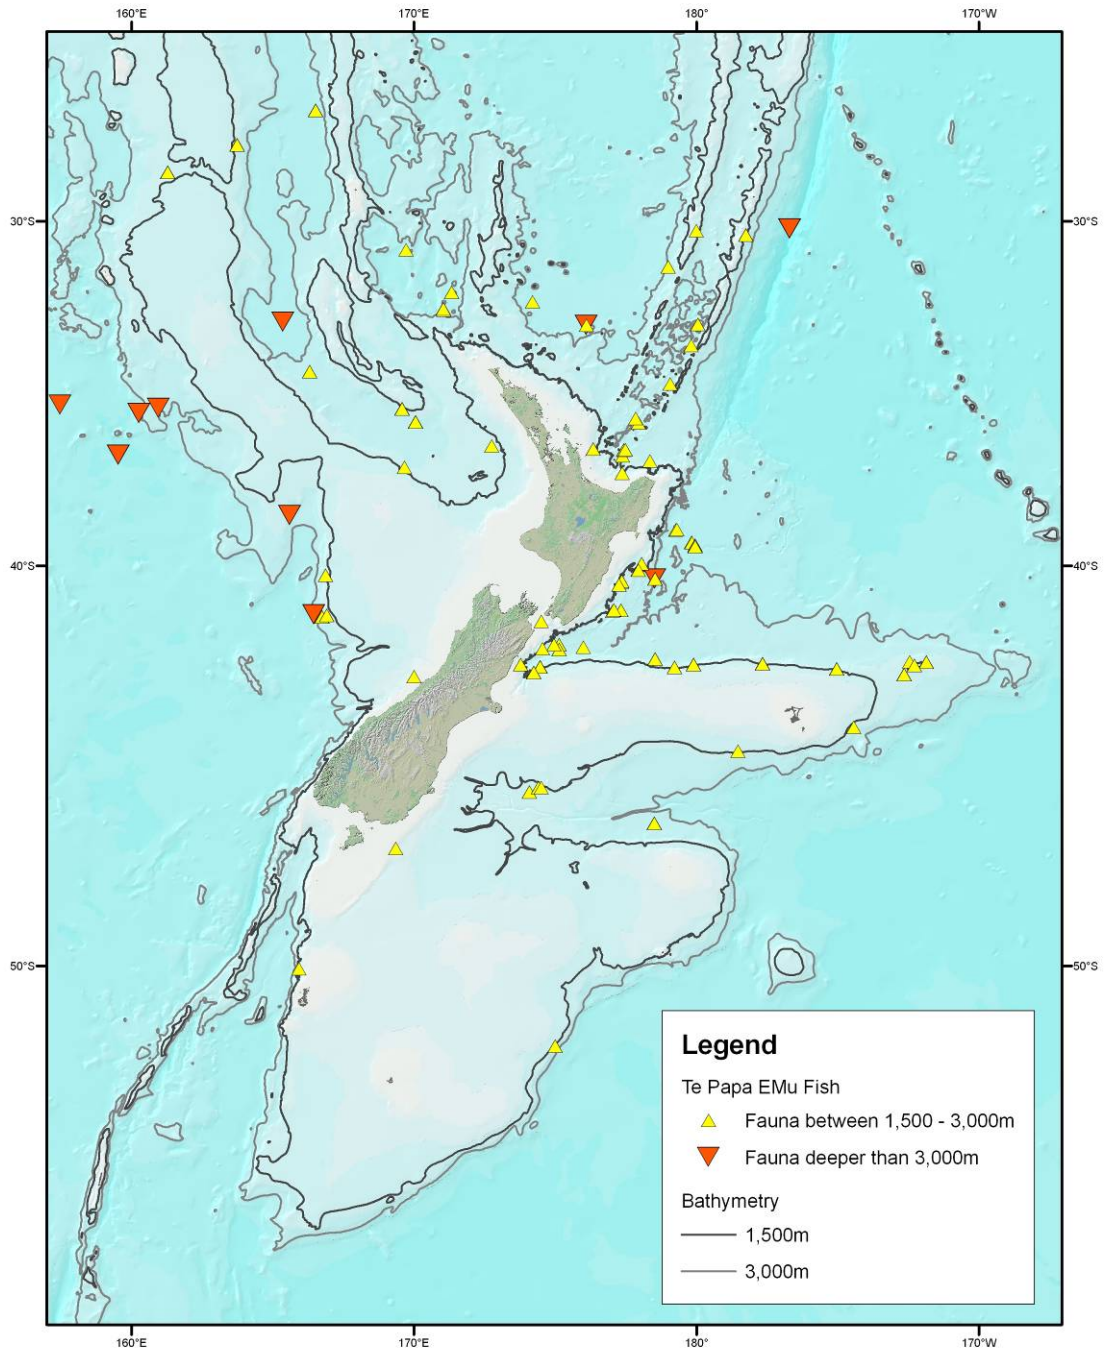 160°E 170°E 180° 170°W
30°S 30°S
40°S 40°S
50°S 50°S
Legend
Te Papa EMu Fish
Fauna between 1,500 - 3,000m
Fauna deeper than 3,000m
Bathymetry
1,500m
3,000m
160°E 170°E 180° 170°W